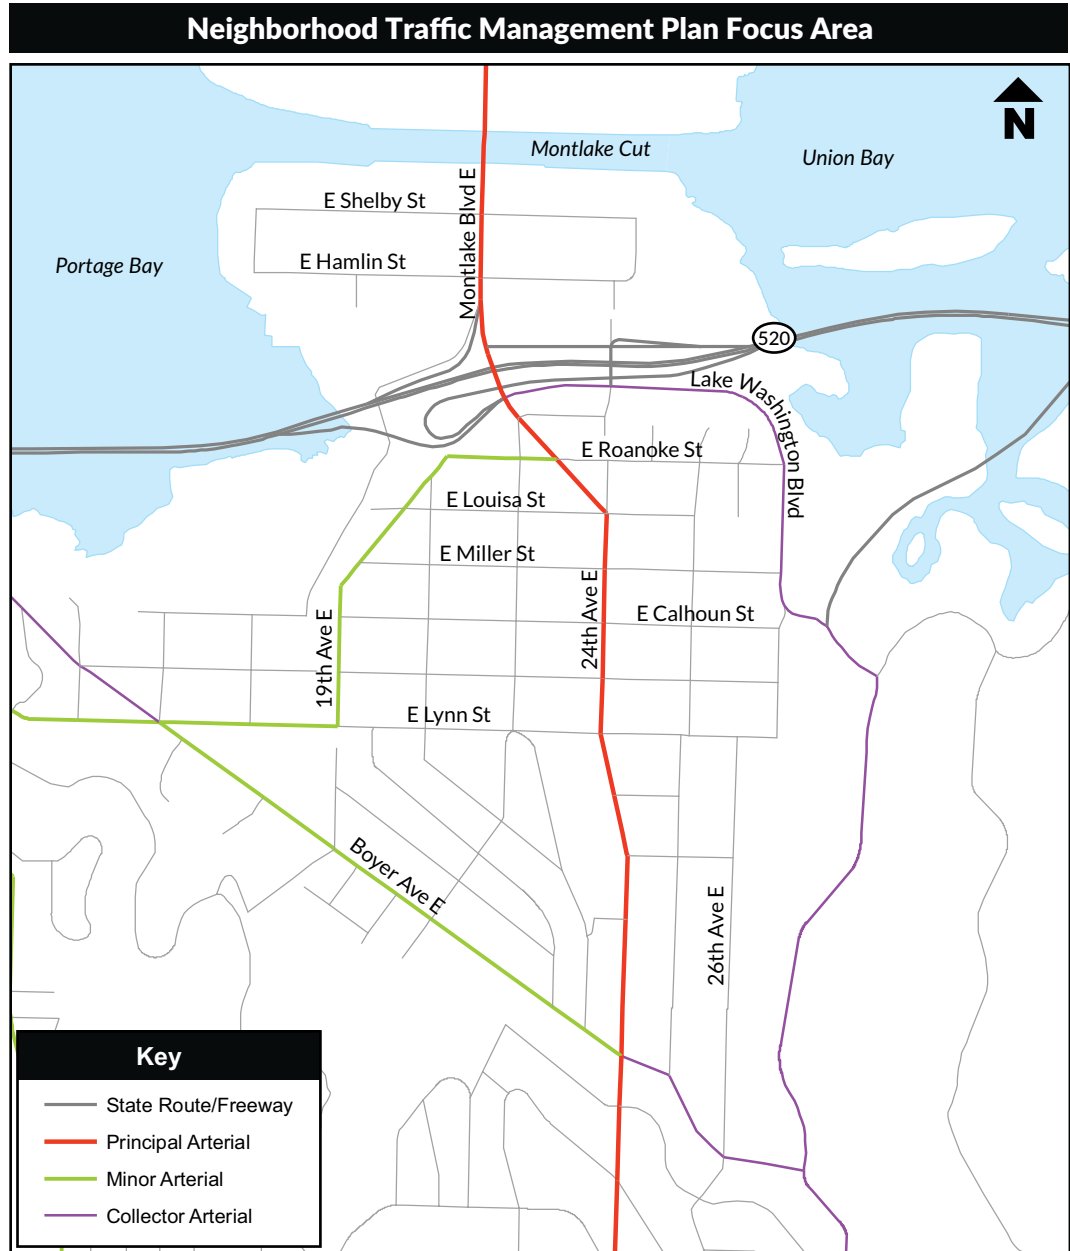 Neighborhood Traffic Management Plan Focus Area
N
Montlake Cut
Union Bay
E Shelby St
Montlake Blvd E
Portage Bay
E Hamlin St
520
Lake Washington Blvd
E Roanoke St
E Louisa St
E Miller St
24th Ave E
E Calhoun St
19th Ave E
E Lynn St
Boyer Ave E
26th Ave E
Key
State Route/Freeway
Principal Arterial
Minor Arterial
Collector Arterial